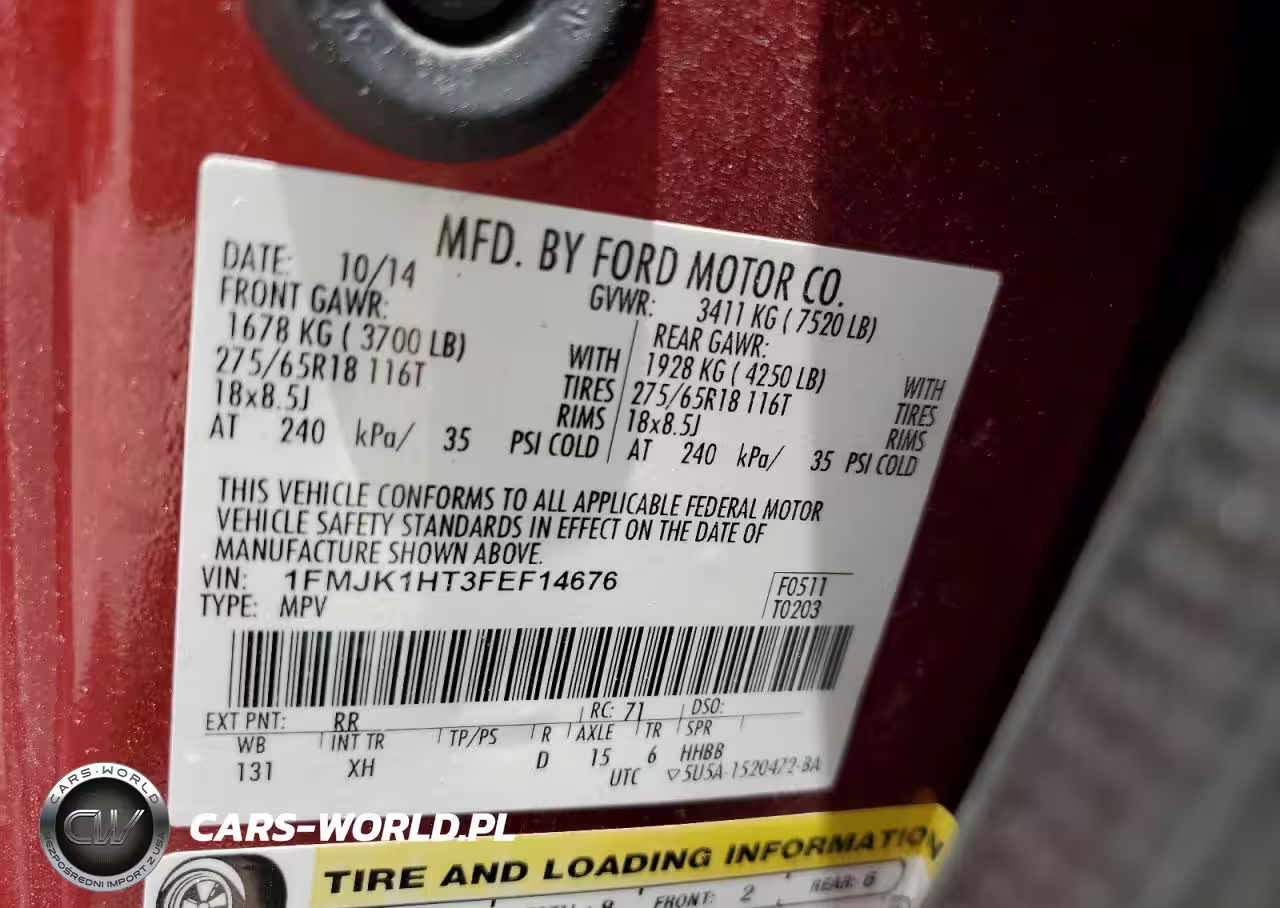 MFD. BY FORD MOTOR CO.
DATE: 10/14
GVWR: 3411 KG ( 7520 LB)
FRONT GAWR:
1678 KG ( 3700 LB) WITH
275/65R18 116T TIRES
18x8.5J RIMS
AT 240 kPa/ 35 PSI COLD
REAR GAWR:
1928 KG ( 4250 LB) WITH
275/65R18 116T TIRES
18x8.5J RIMS
AT 240 kPa/ 35 PSI COLD
THIS VEHICLE CONFORMS TO ALL APPLICABLE FEDERAL MOTOR
VEHICLE SAFETY STANDARDS IN EFFECT ON THE DATE OF
MANUFACTURE SHOWN ABOVE.
VIN: 1FMJK1HT3FEF14676
TYPE: MPV
F0511
T0203
EXT PNT: RR RC: 71 DSO:
WB INT TR TP/PS R AXLE TR SPR
131 XH D 15 6 HHBB
UTC ▽5U5A-1520472-BA
CARS-WORLD
CW
BEZPOŚREDNI IMPORT Z USA
CARS-WORLD.PL
TIRE AND LOADING INFORMATION
FRONT: 2 REAR: 6